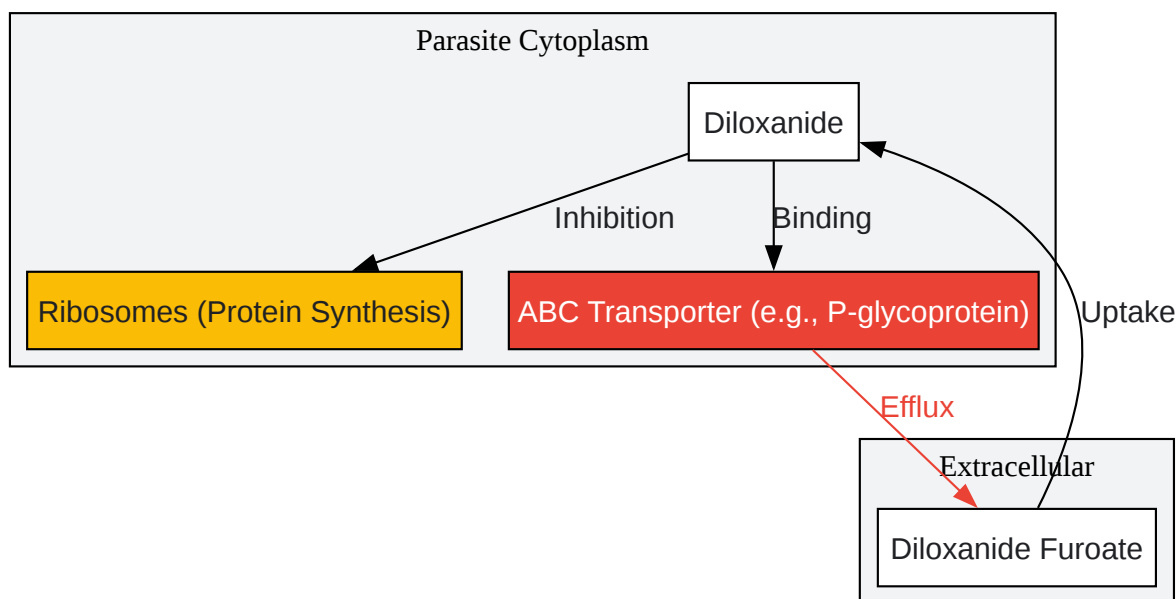 Parasite Cytoplasm
Diloxanide
Inhibition
Binding
Ribosomes (Protein Synthesis)
ABC Transporter (e.g., P-glycoprotein)
Uptake
Efflux
Extracellular
Diloxanide Furoate